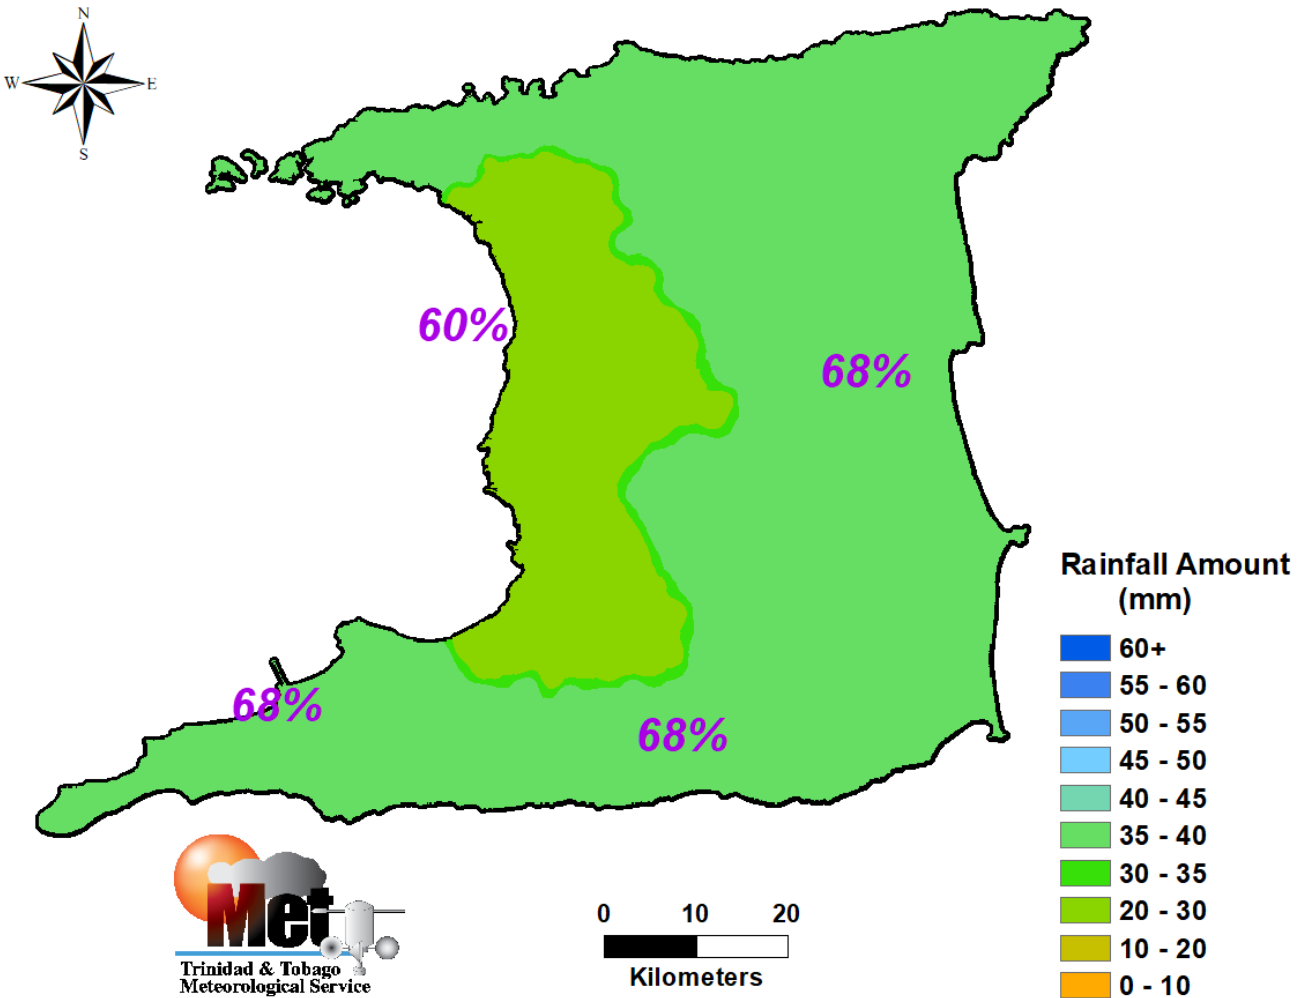 N
W
E
S
60%
68%
68%
68%
Rainfall Amount
(mm)
60+
55 - 60
50 - 55
45 - 50
40 - 45
35 - 40
30 - 35
20 - 30
10 - 20
0 - 10
Met
Trinidad & Tobago
Meteorological Service
0 10 20
Kilometers